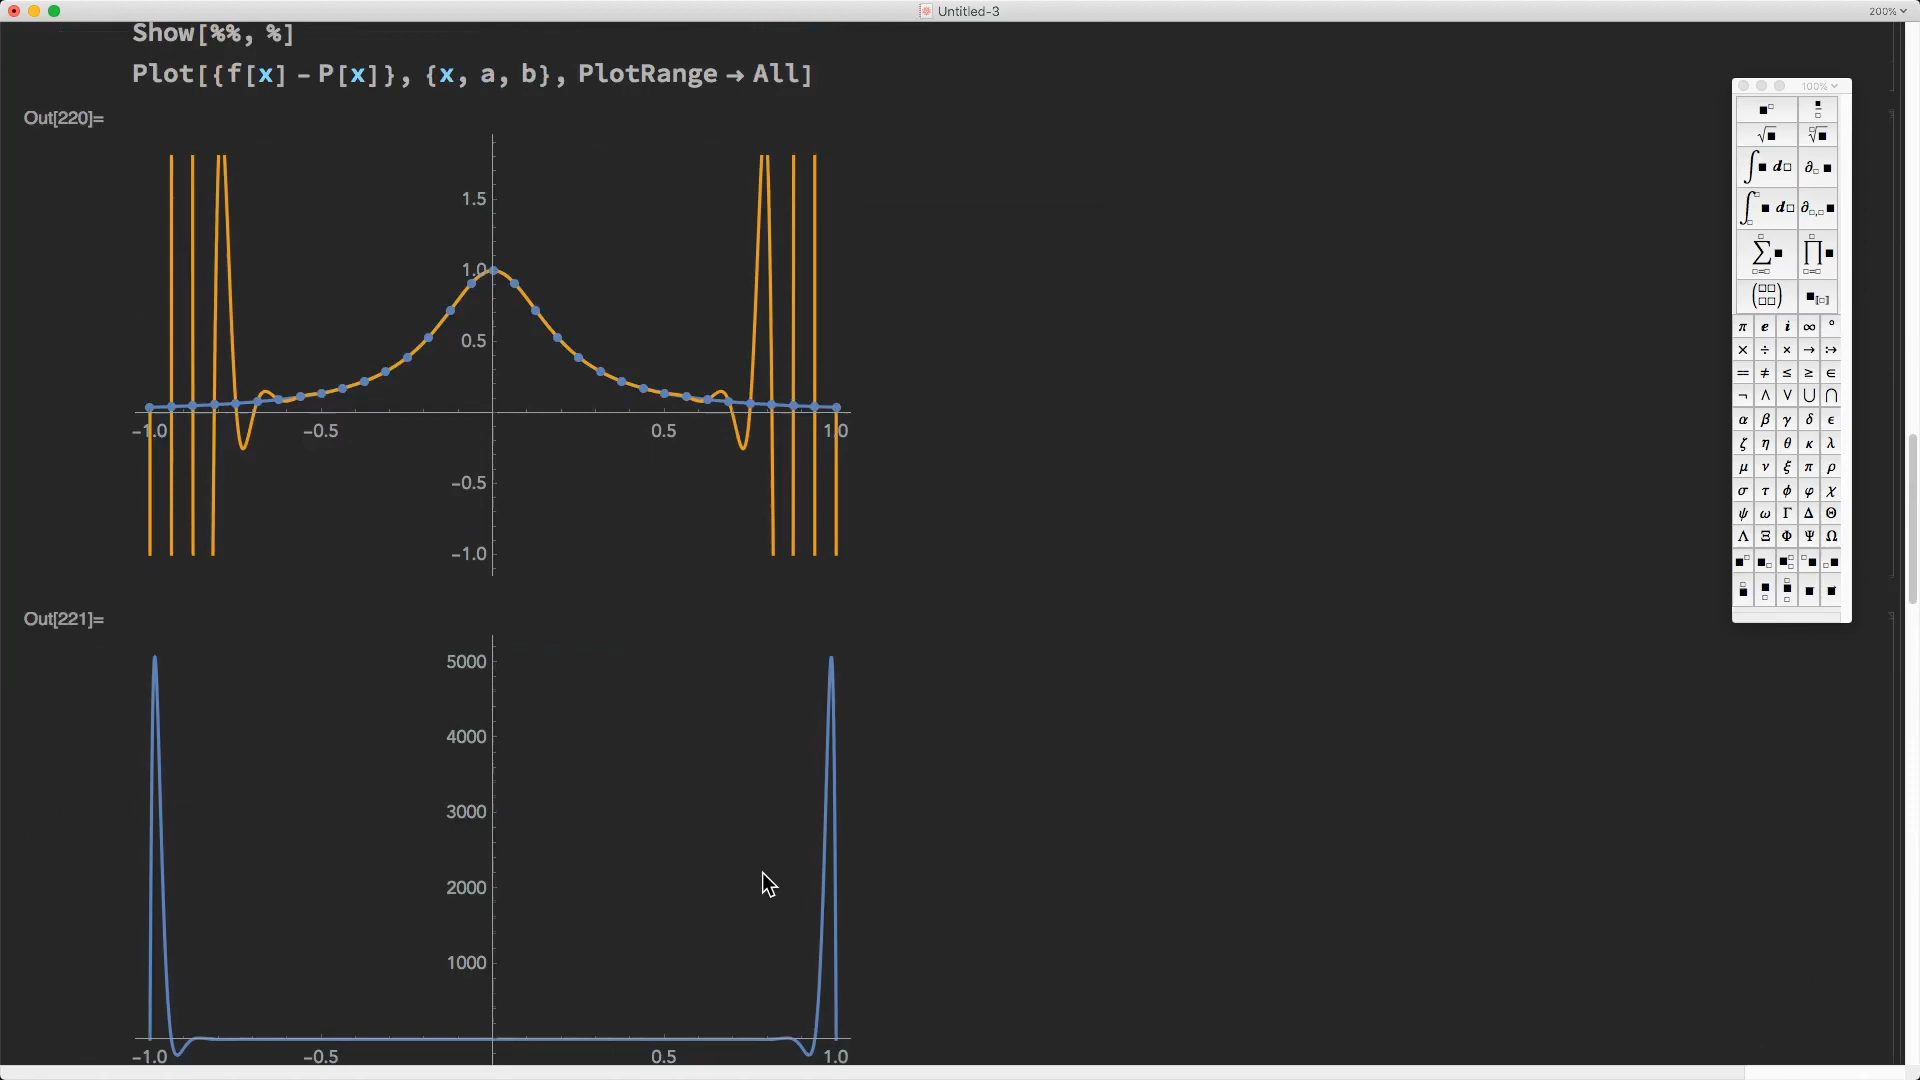 Untitled-3
200%
Show[%%, %]
Plot[{f[x] - P[x]}, {x, a, b}, PlotRange → All]
Out[220]=
1.5
1.0
0.5
-1.0 -0.5 0.5 1.0
-0.5
-1.0
Out[221]=
5000
4000
3000
2000
1000
-1.0 -0.5 0.5 1.0
100%
■□ ■/□
√■ □√■
∫■ d□ ∂□ ■
∫□□ ■ d□ ∂□,□ ■
∑□□=□ ■ ∏□□=□ ■
(□□ □□) ■[[□]]
π e i ∞ °
× ÷ × → :→
== ≠ ≤ ≥ ∈
¬ ∧ ∨ ∪ ∩
α β γ δ ϵ
ζ η θ κ λ
μ ν ξ π ρ
σ τ ϕ φ χ
ψ ω Γ Δ Θ
Λ Ξ Φ Ψ Ω